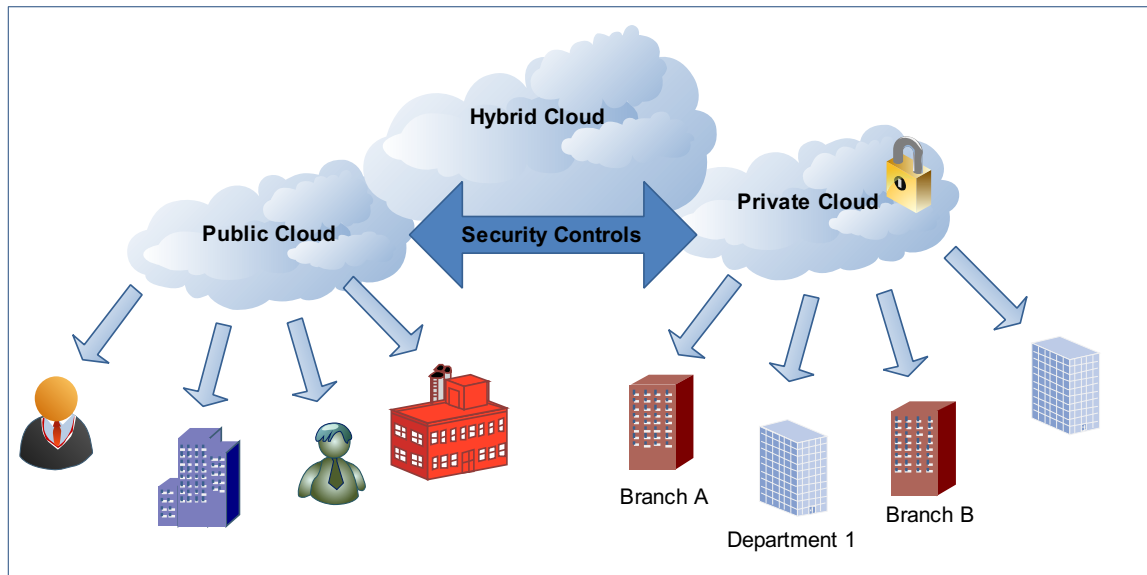 Hybrid Cloud
Private Cloud
Public Cloud
Security Controls
Branch A
Department 1
Branch B